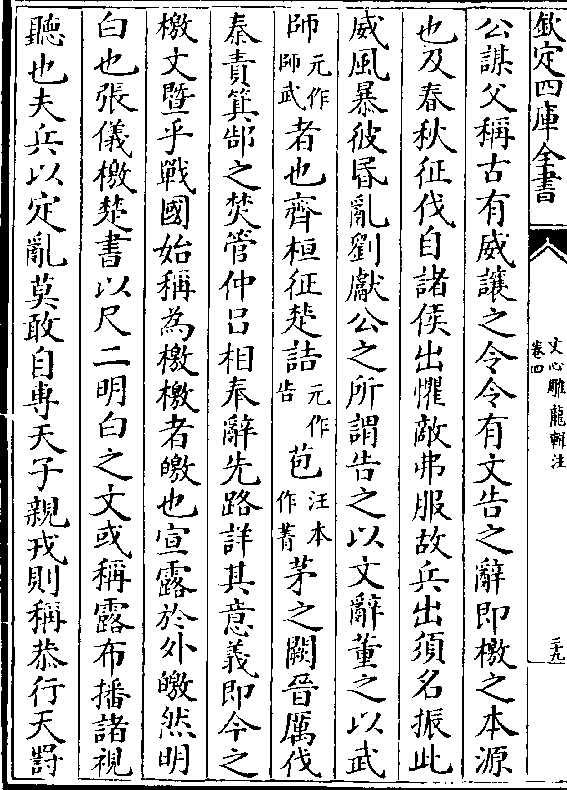 欽定四庫全書
文心雕龍輯注
卷四
三九
公謀父稱古有威讓之令令有文告之辭即檄之本源
也及春秋征伐自諸侯出懼敵弗服故兵出須名振此
威風暴彼昬亂劉獻公之所謂告之以文辭董之以武
師元作師武者也齊桓征楚詰元作告苞汪本作菁茅之闕晉厲伐
秦責箕郜之焚管仲吕相奉辭先路詳其意義即今之
檄文暨乎戰國始稱為檄檄者皦也宣露於外皦然明
白也張儀檄楚書以尺二明白之文或稱露布播諸視
聽也夫兵以定亂莫敢自專天子親戎則稱恭行天罸